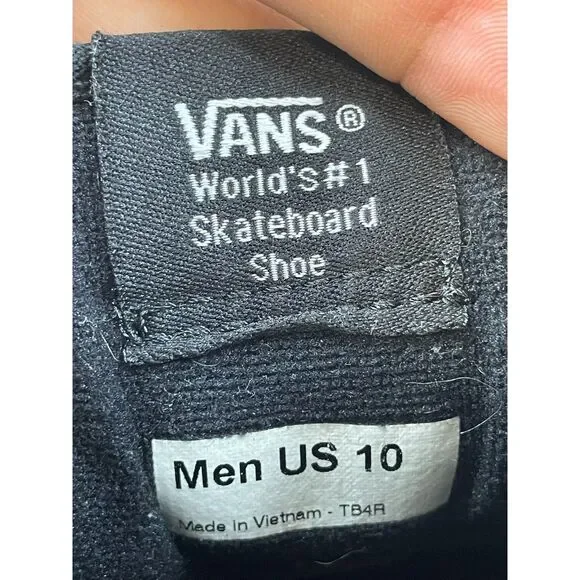 VANS®
World's #1
Skateboard
Shoe
Men US 10
Made In Vietnam - TB4R